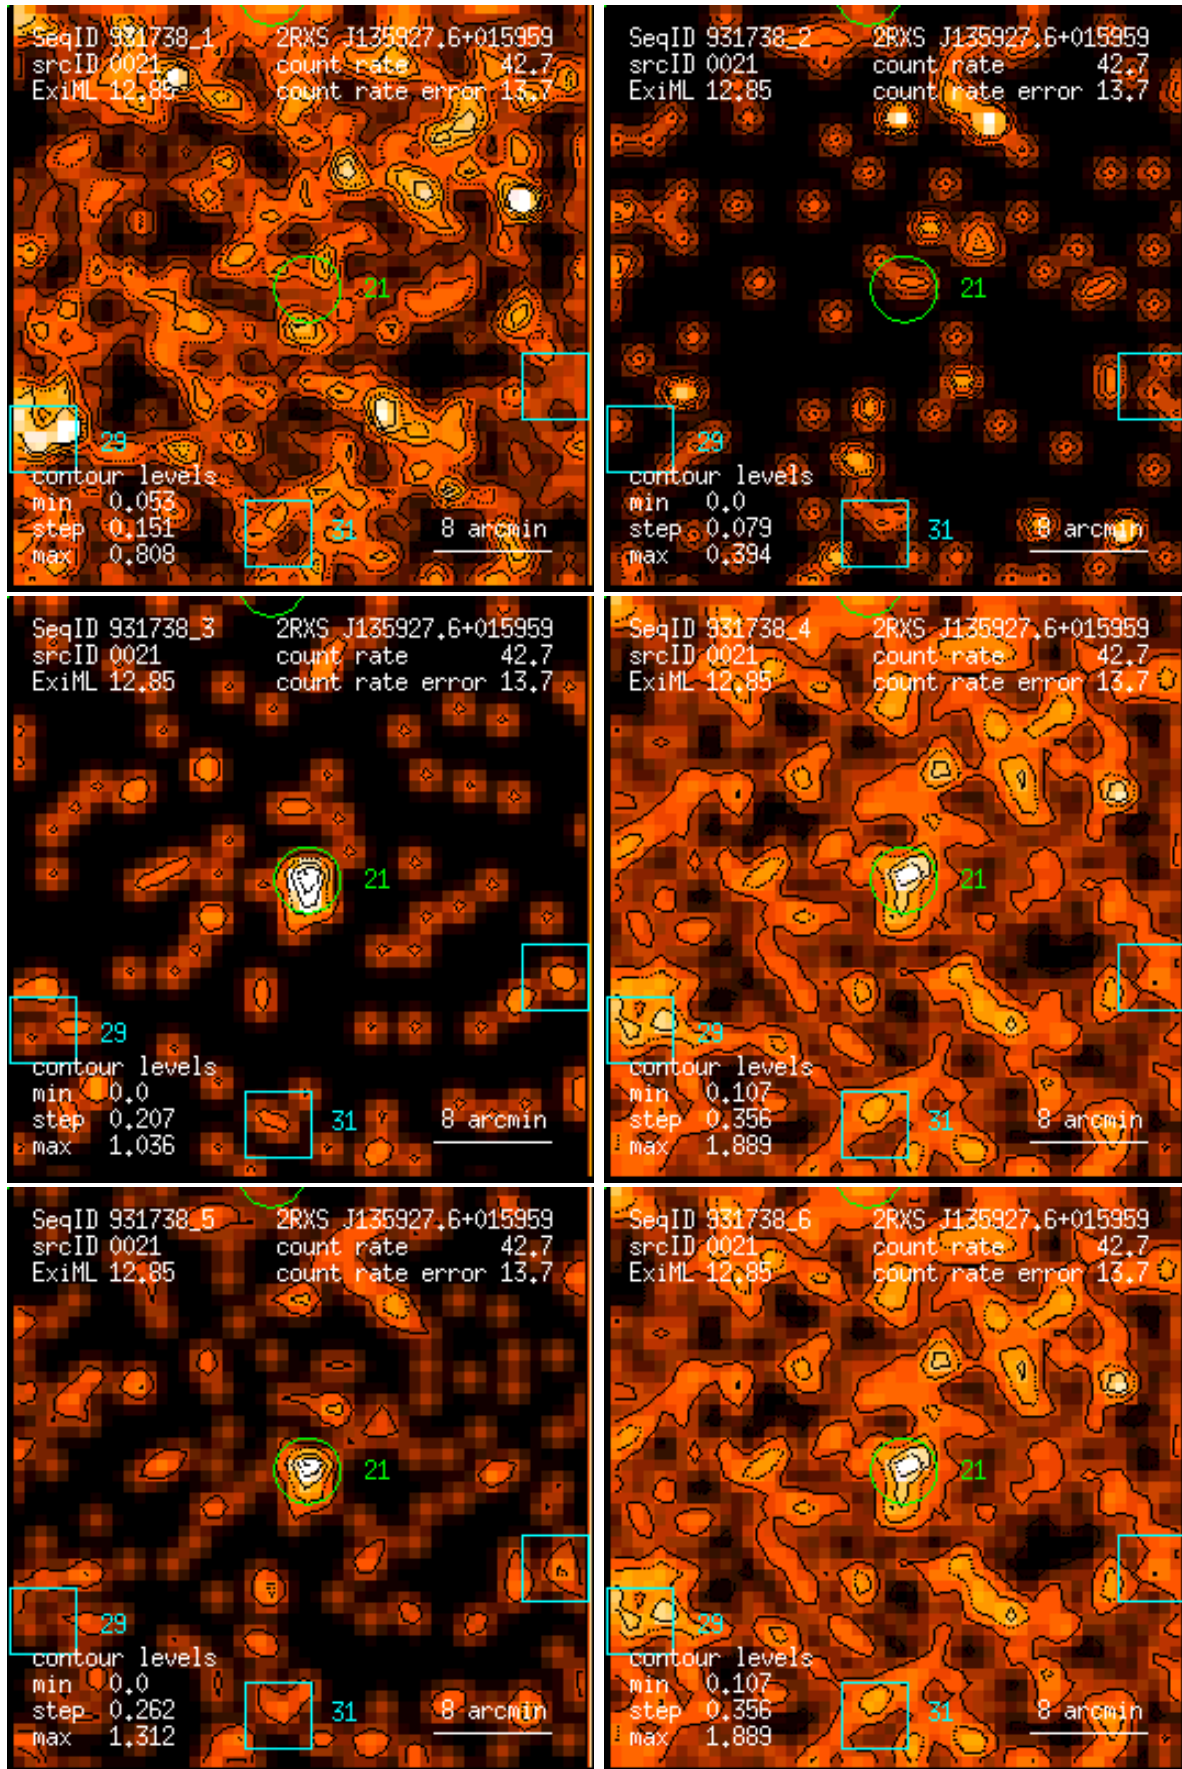 SeqID 931738_1 2RXS J135927.6+015959
srcID 0021 count rate 42.7
ExiML 12.85 count rate error 13.7
21
29
contour levels
min 0.053
step 0.151 31 8 arcmin
max 0.808
SeqID 931738_2 2RXS J135927.6+015959
srcID 0021 count rate 42.7
ExiML 12.85 count rate error 13.7
21
29
contour levels
min 0.0
step 0.079 31 8 arcmin
max 0.394
SeqID 931738_3 2RXS J135927.6+015959
srcID 0021 count rate 42.7
ExiML 12.85 count rate error 13.7
21
29
contour levels
min 0.0
step 0.207 31 8 arcmin
max 1.036
SeqID 931738_4 2RXS J135927.6+015959
srcID 0021 count rate 42.7
ExiML 12.85 count rate error 13.7
21
29
contour levels
min 0.107
step 0.356 31 8 arcmin
max 1.889
SeqID 931738_5 2RXS J135927.6+015959
srcID 0021 count rate 42.7
ExiML 12.85 count rate error 13.7
21
29
contour levels
min 0.0
step 0.262 31 8 arcmin
max 1.312
SeqID 931738_6 2RXS J135927.6+015959
srcID 0021 count rate 42.7
ExiML 12.85 count rate error 13.7
21
29
contour levels
min 0.107
step 0.356 31 8 arcmin
max 1.889